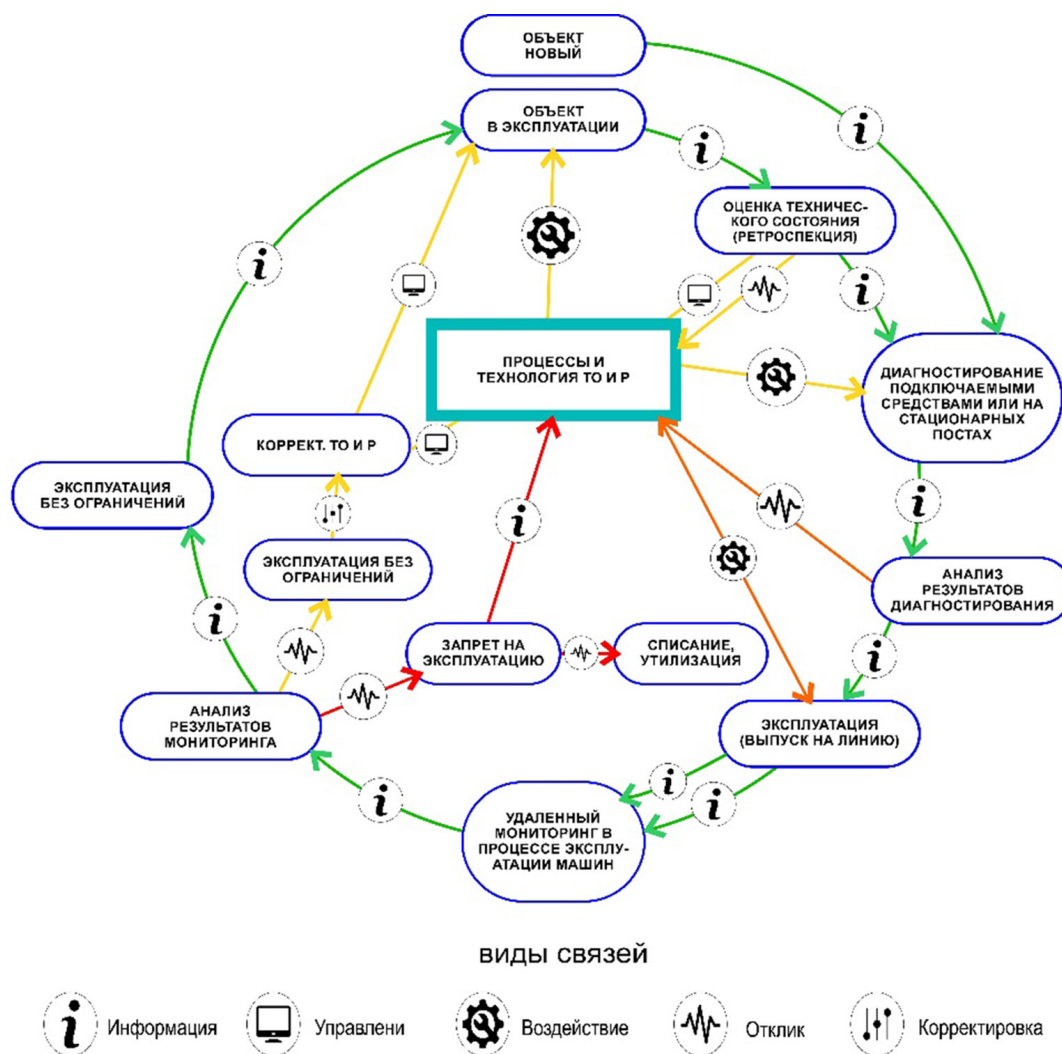 ОБЪЕКТ
НОВЫЙ
ОБЪЕКТ
В ЭКСПЛУАТАЦИИ
ОЦЕНКА ТЕХНИЧЕС-
КОГО СОСТОЯНИЯ
(РЕТРОСПЕКЦИЯ)
ПРОЦЕССЫ И
ТЕХНОЛОГИЯ ТО И Р
ДИАГНОСТИРОВАНИЕ
ПОДКЛЮЧАЕМЫМИ
СРЕДСТВАМИ ИЛИ НА
СТАЦИОНАРНЫХ
ПОСТАХ
КОРРЕКТ. ТО И Р
ЭКСПЛУАТАЦИЯ
БЕЗ ОГРАНИЧЕНИЙ
ЭКСПЛУАТАЦИЯ БЕЗ
ОГРАНИЧЕНИЙ
АНАЛИЗ
РЕЗУЛЬТАТОВ
ДИАГНОСТИРОВАНИЯ
ЗАПРЕТ НА
ЭКСПЛУАТАЦИЮ
СПИСАНИЕ,
УТИЛИЗАЦИЯ
АНАЛИЗ
РЕЗУЛЬТАТОВ
МОНИТОРИНГА
ЭКСПЛУАТАЦИЯ
(ВЫПУСК НА ЛИНИЮ)
УДАЛЕННЫЙ
МОНИТОРИНГ В
ПРОЦЕССЕ ЭКСПЛУ-
АТАЦИИ МАШИН
виды связей
Информация
Управлени
Воздействие
Отклик
Корректировка